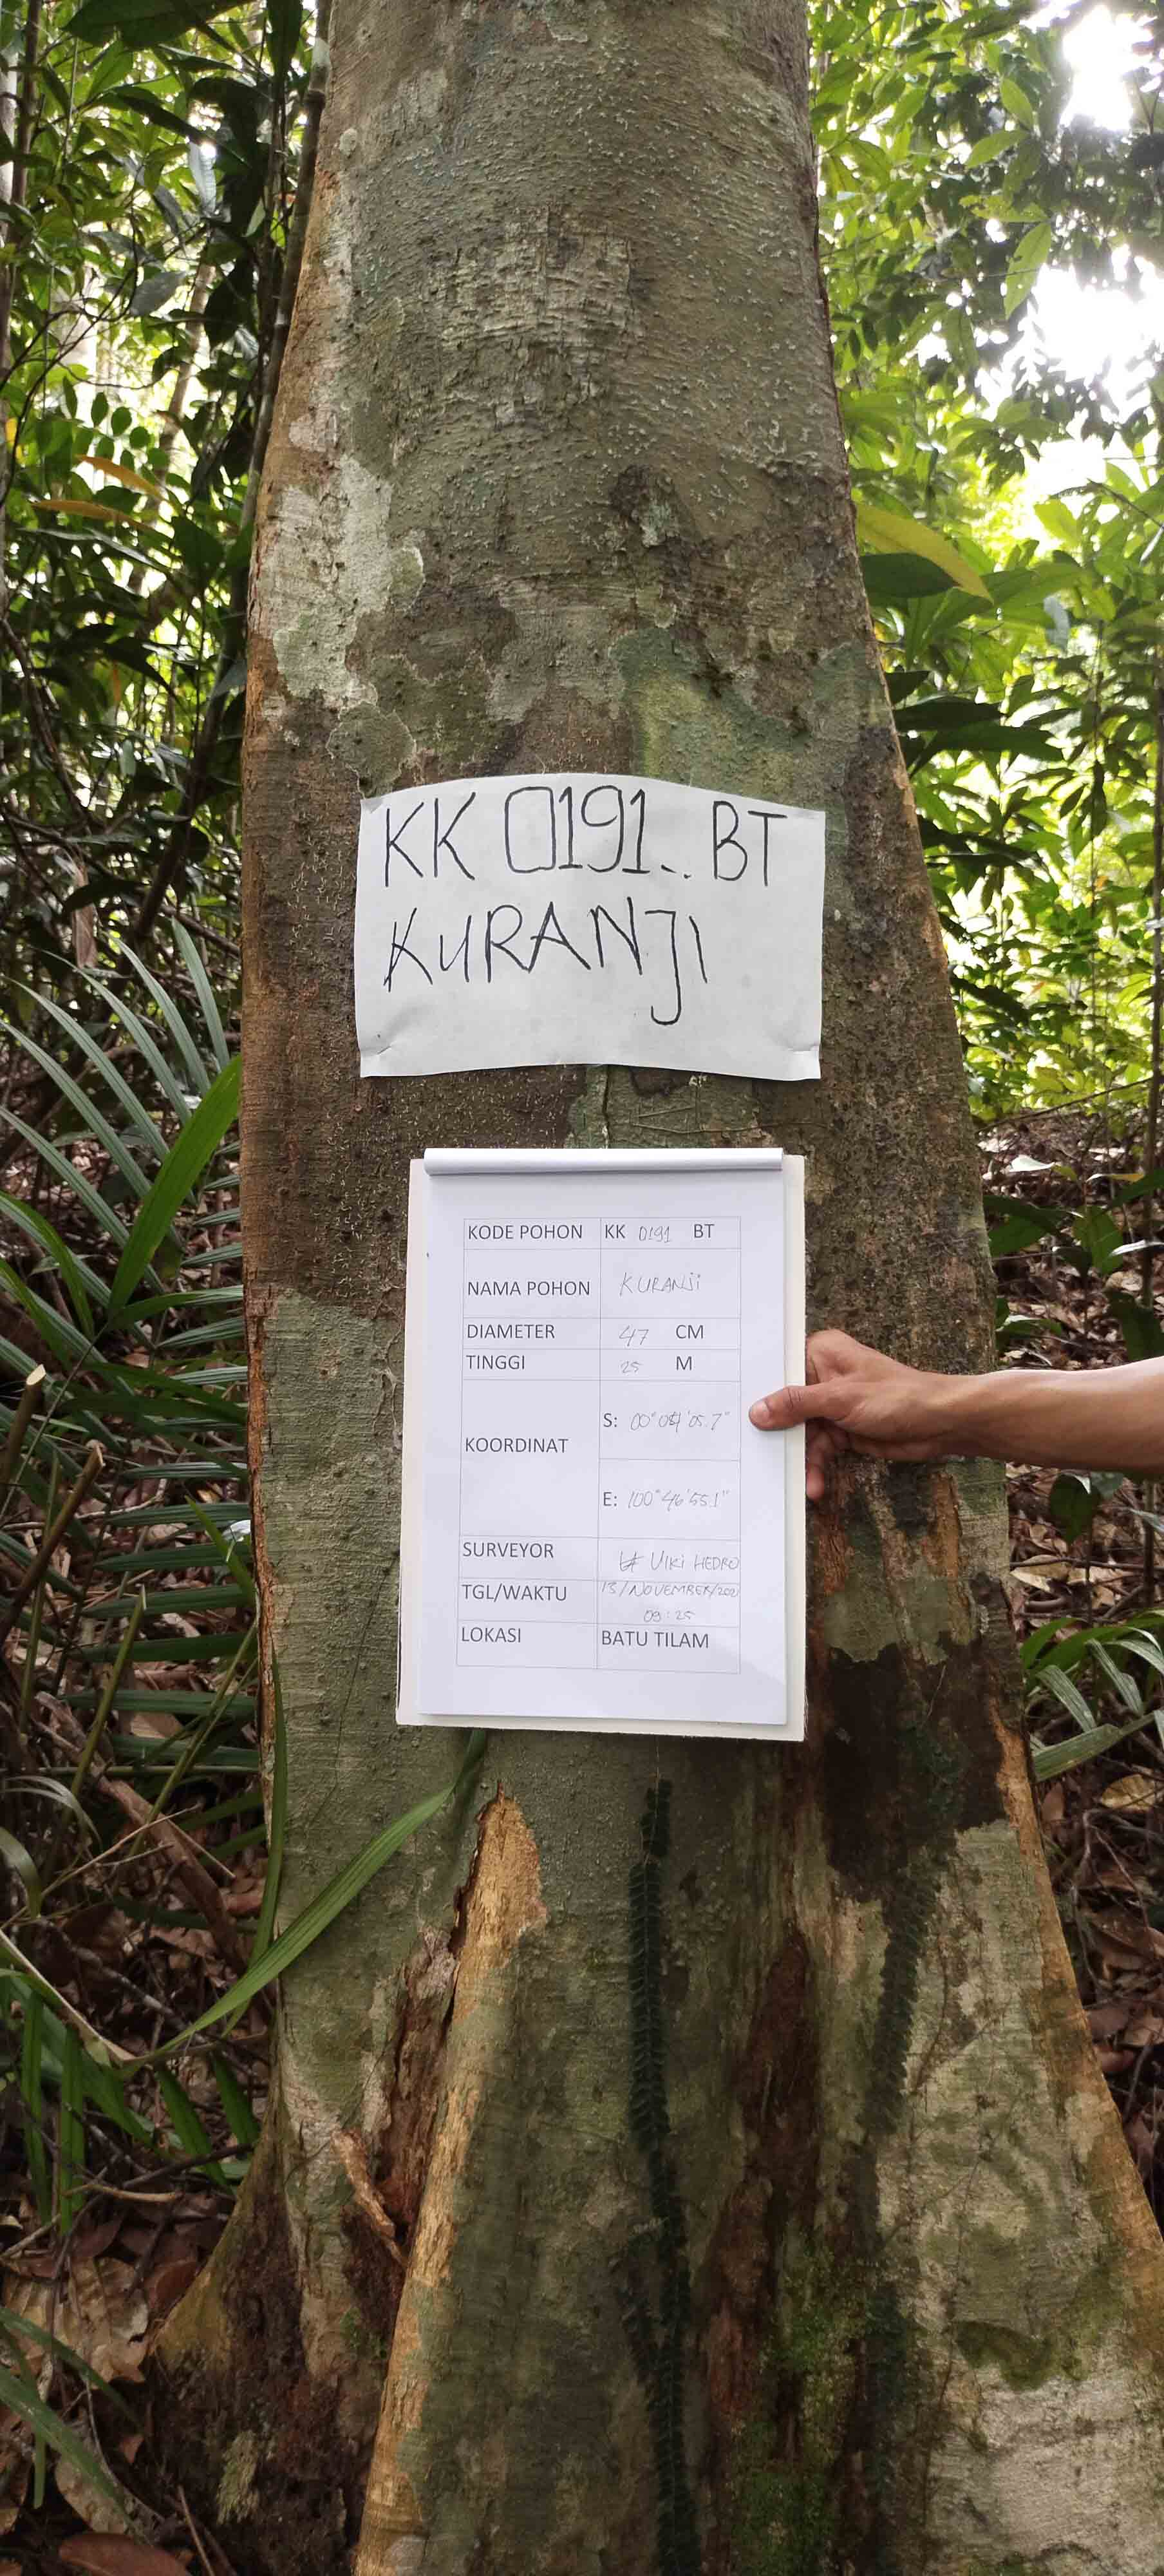 KK 0191.. BT
KURANJI
KODE POHON KK 0191 BT
NAMA POHON KURANJI
DIAMETER 47 CM
TINGGI 25 M
KOORDINAT
S: 00°04'05.7"
E: 100°46'55.1"
SURVEYOR VIKI HEDRO
TGL/WAKTU 13/NOVEMBER/202
09:25
LOKASI BATU TILAM